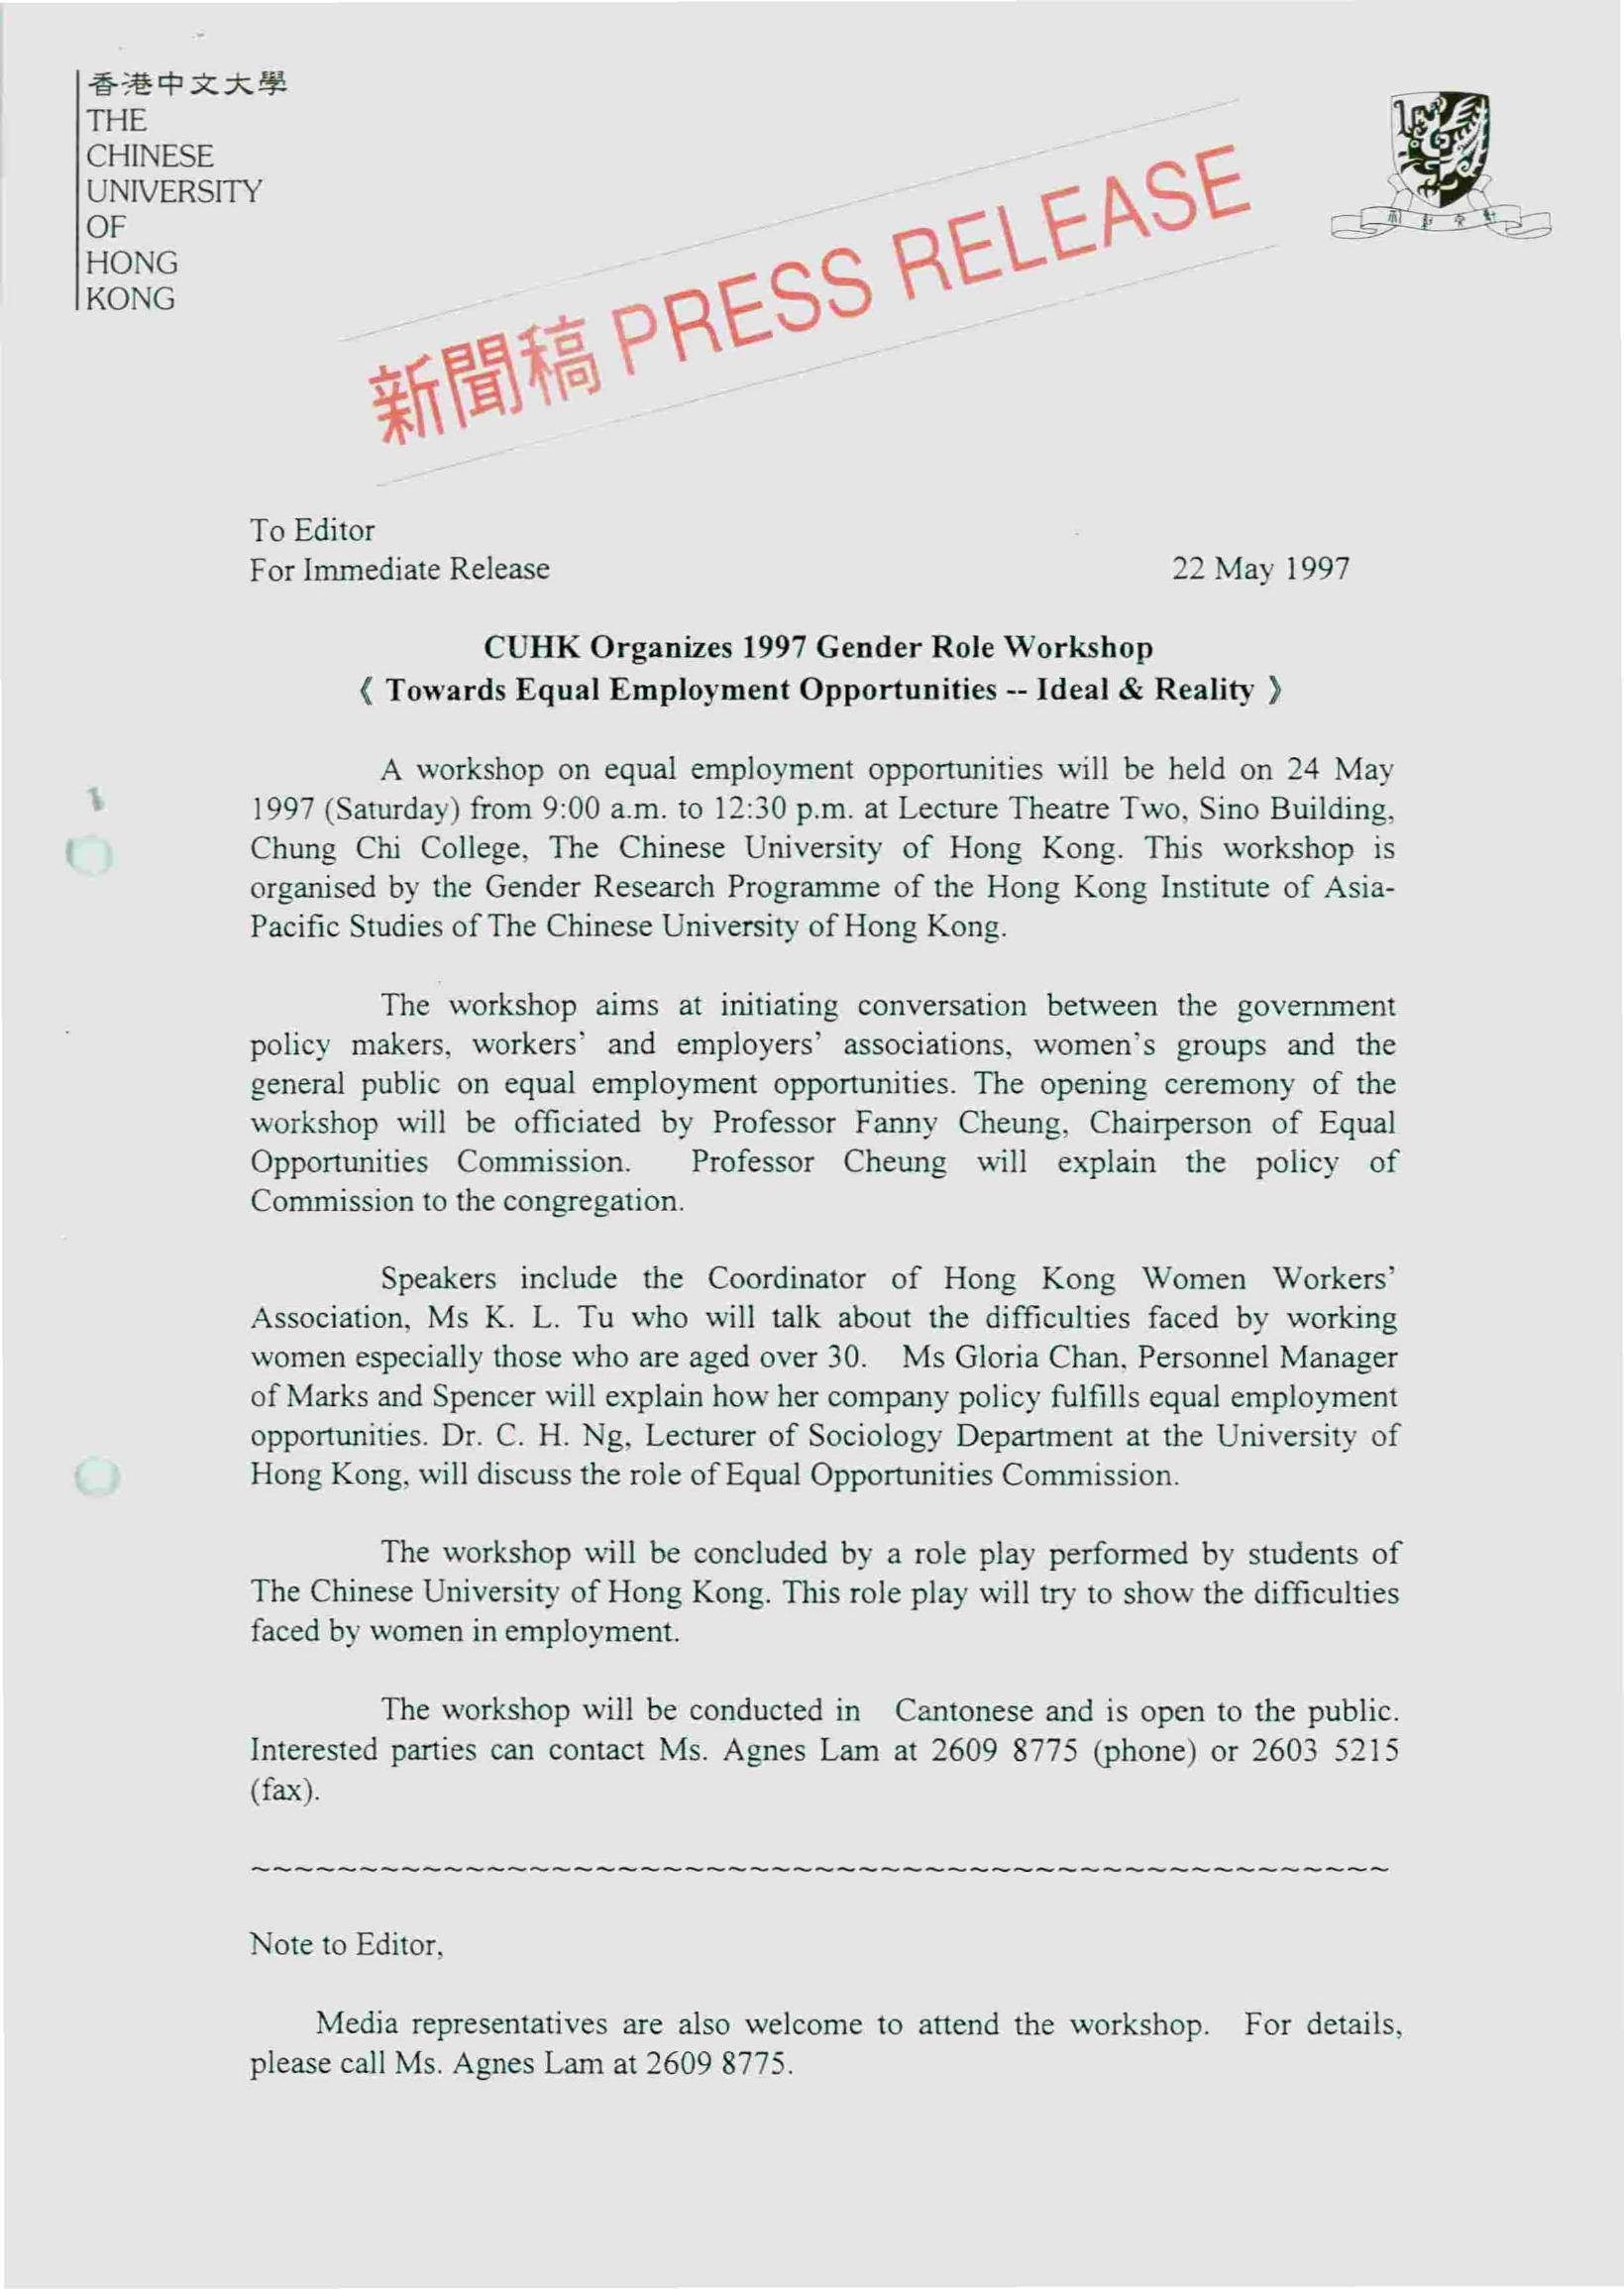 香港中文大學
THE
CHINESE
UNIVERSITY
OF
HONG
KONG
新聞稿 PRESS RELEASE
To Editor
For Immediate Release 22 May 1997
CUHK Organizes 1997 Gender Role Workshop
《 Towards Equal Employment Opportunities -- Ideal & Reality 》
A workshop on equal employment opportunities will be held on 24 May
1997 (Saturday) from 9:00 a.m. to 12:30 p.m. at Lecture Theatre Two, Sino Building,
Chung Chi College, The Chinese University of Hong Kong. This workshop is
organised by the Gender Research Programme of the Hong Kong Institute of Asia-
Pacific Studies of The Chinese University of Hong Kong.
The workshop aims at initiating conversation between the government
policy makers, workers' and employers' associations, women's groups and the
general public on equal employment opportunities. The opening ceremony of the
workshop will be officiated by Professor Fanny Cheung, Chairperson of Equal
Opportunities Commission. Professor Cheung will explain the policy of
Commission to the congregation.
Speakers include the Coordinator of Hong Kong Women Workers'
Association, Ms K. L. Tu who will talk about the difficulties faced by working
women especially those who are aged over 30. Ms Gloria Chan, Personnel Manager
of Marks and Spencer will explain how her company policy fulfills equal employment
opportunities. Dr. C. H. Ng, Lecturer of Sociology Department at the University of
Hong Kong, will discuss the role of Equal Opportunities Commission.
The workshop will be concluded by a role play performed by students of
The Chinese University of Hong Kong. This role play will try to show the difficulties
faced by women in employment.
The workshop will be conducted in Cantonese and is open to the public.
Interested parties can contact Ms. Agnes Lam at 2609 8775 (phone) or 2603 5215
(fax).
~~~~~~~~~~~~~~~~~~~~~~~~~~~~~~~~~~~~~~~~~~~~~~~~~~~~~
Note to Editor,
Media representatives are also welcome to attend the workshop. For details,
please call Ms. Agnes Lam at 2609 8775.